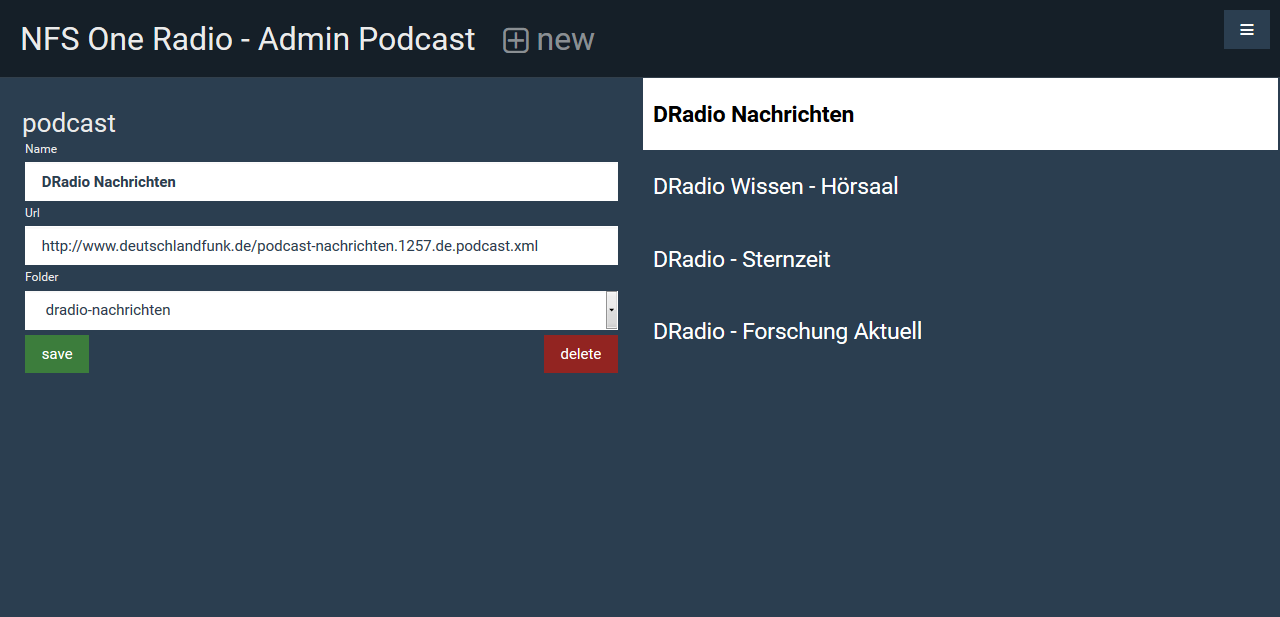 NFS One Radio - Admin Podcast new
podcast
Name
DRadio Nachrichten
Url
http://www.deutschlandfunk.de/podcast-nachrichten.1257.de.podcast.xml
Folder
dradio-nachrichten
save delete
DRadio Nachrichten
DRadio Wissen - Hörsaal
DRadio - Sternzeit
DRadio - Forschung Aktuell